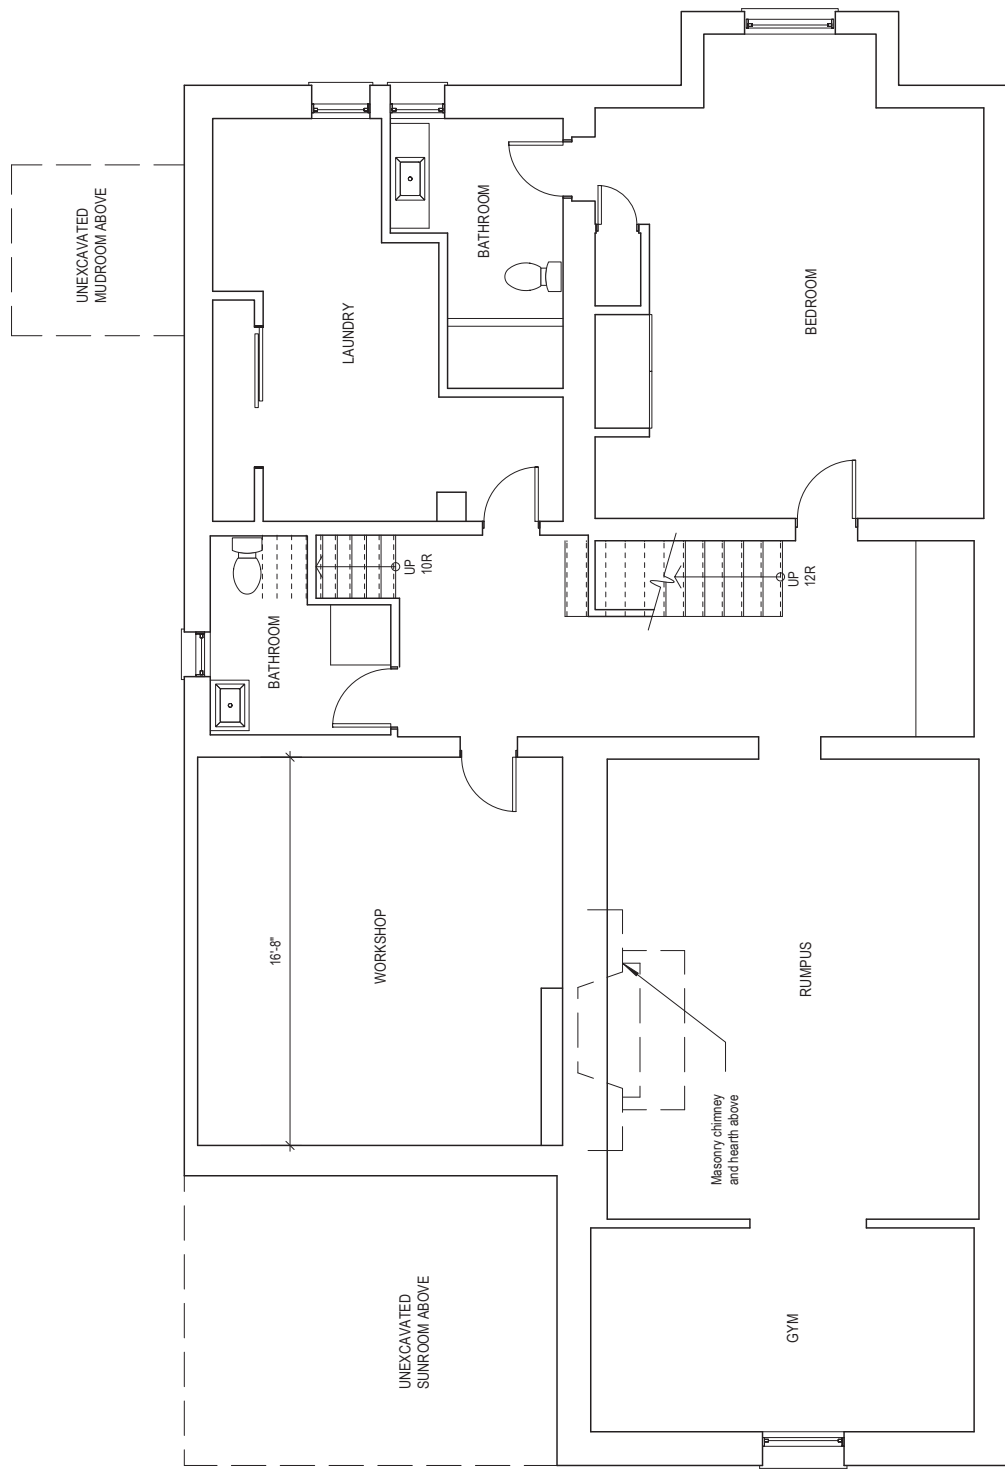 UNEXCAVATED
MUDROOM ABOVE
LAUNDRY
BATHROOM
BEDROOM
BATHROOM
UP
10R
UP
12R
WORKSHOP
16'-8"
RUMPUS
Masonry chimney
and hearth above
UNEXCAVATED
SUNROOM ABOVE
GYM